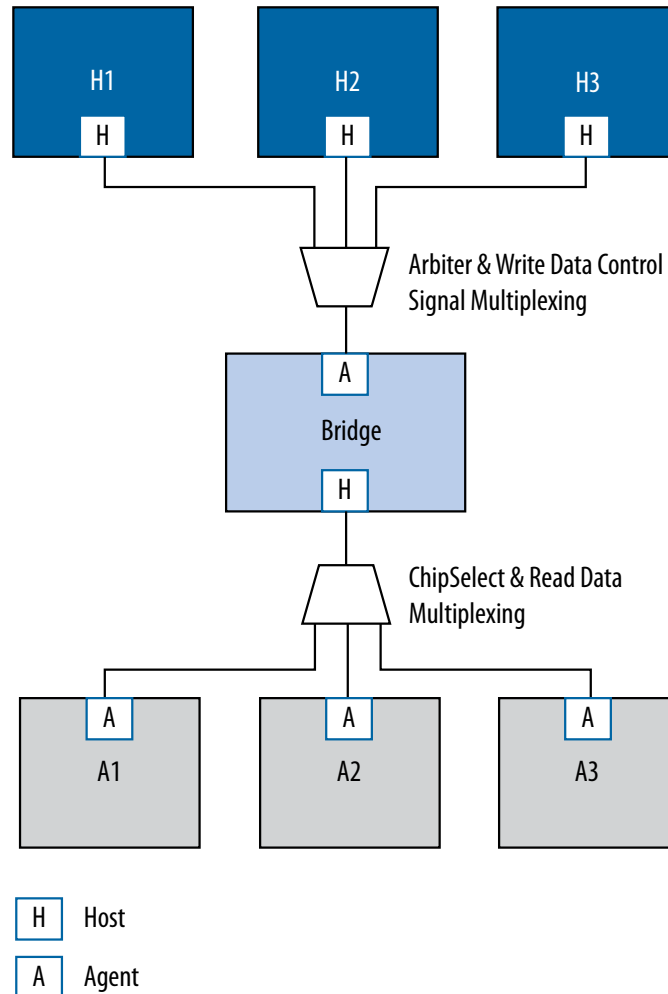 H1
H2
H3
H
H
H
Arbiter & Write Data Control
Signal Multiplexing
A
Bridge
H
ChipSelect & Read Data
Multiplexing
A
A
A
A1
A2
A3
H Host
A Agent